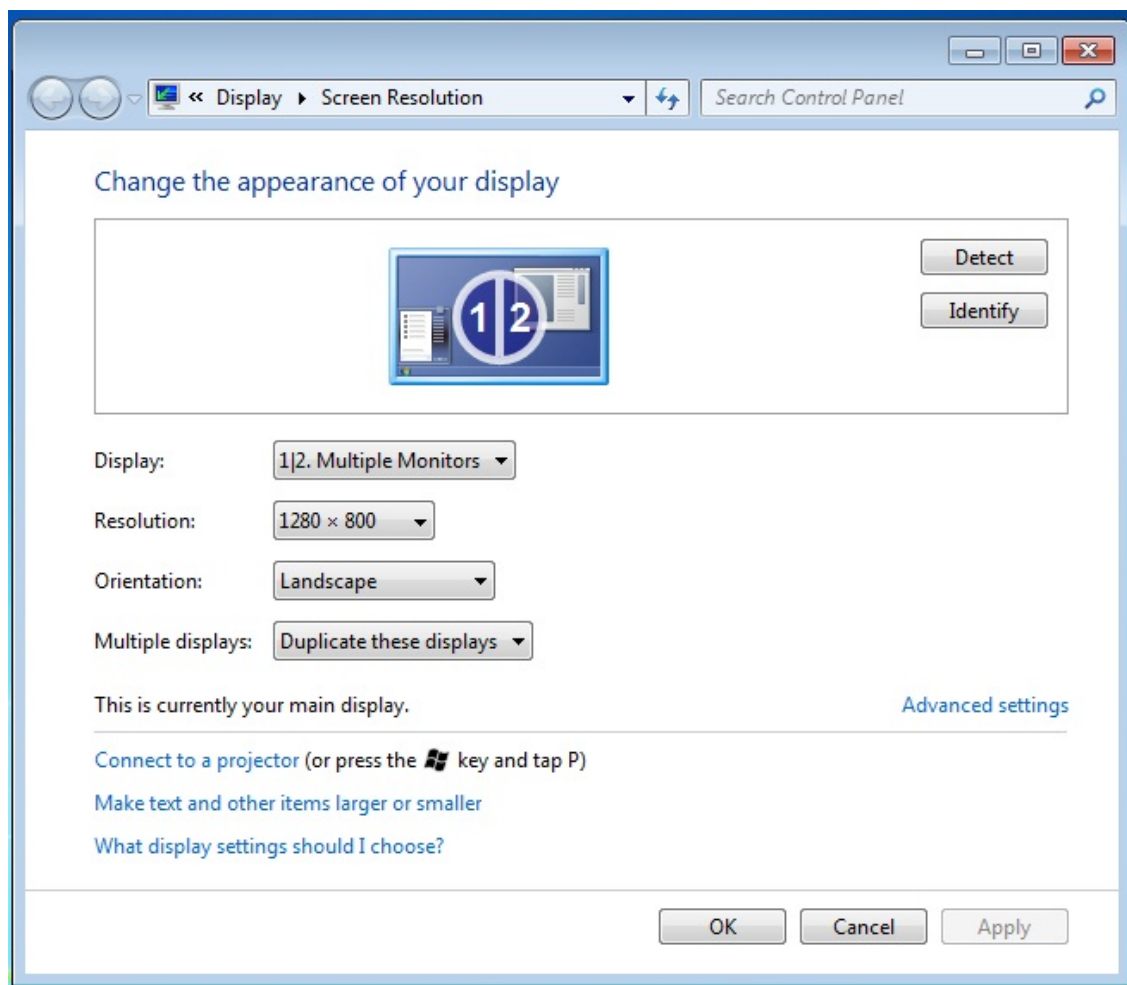 « Display ▸ Screen Resolution
Search Control Panel
Change the appearance of your display
1 2
Detect
Identify
Display: 1|2. Multiple Monitors
Resolution: 1280 × 800
Orientation: Landscape
Multiple displays: Duplicate these displays
This is currently your main display. Advanced settings
Connect to a projector (or press the key and tap P)
Make text and other items larger or smaller
What display settings should I choose?
OK Cancel Apply